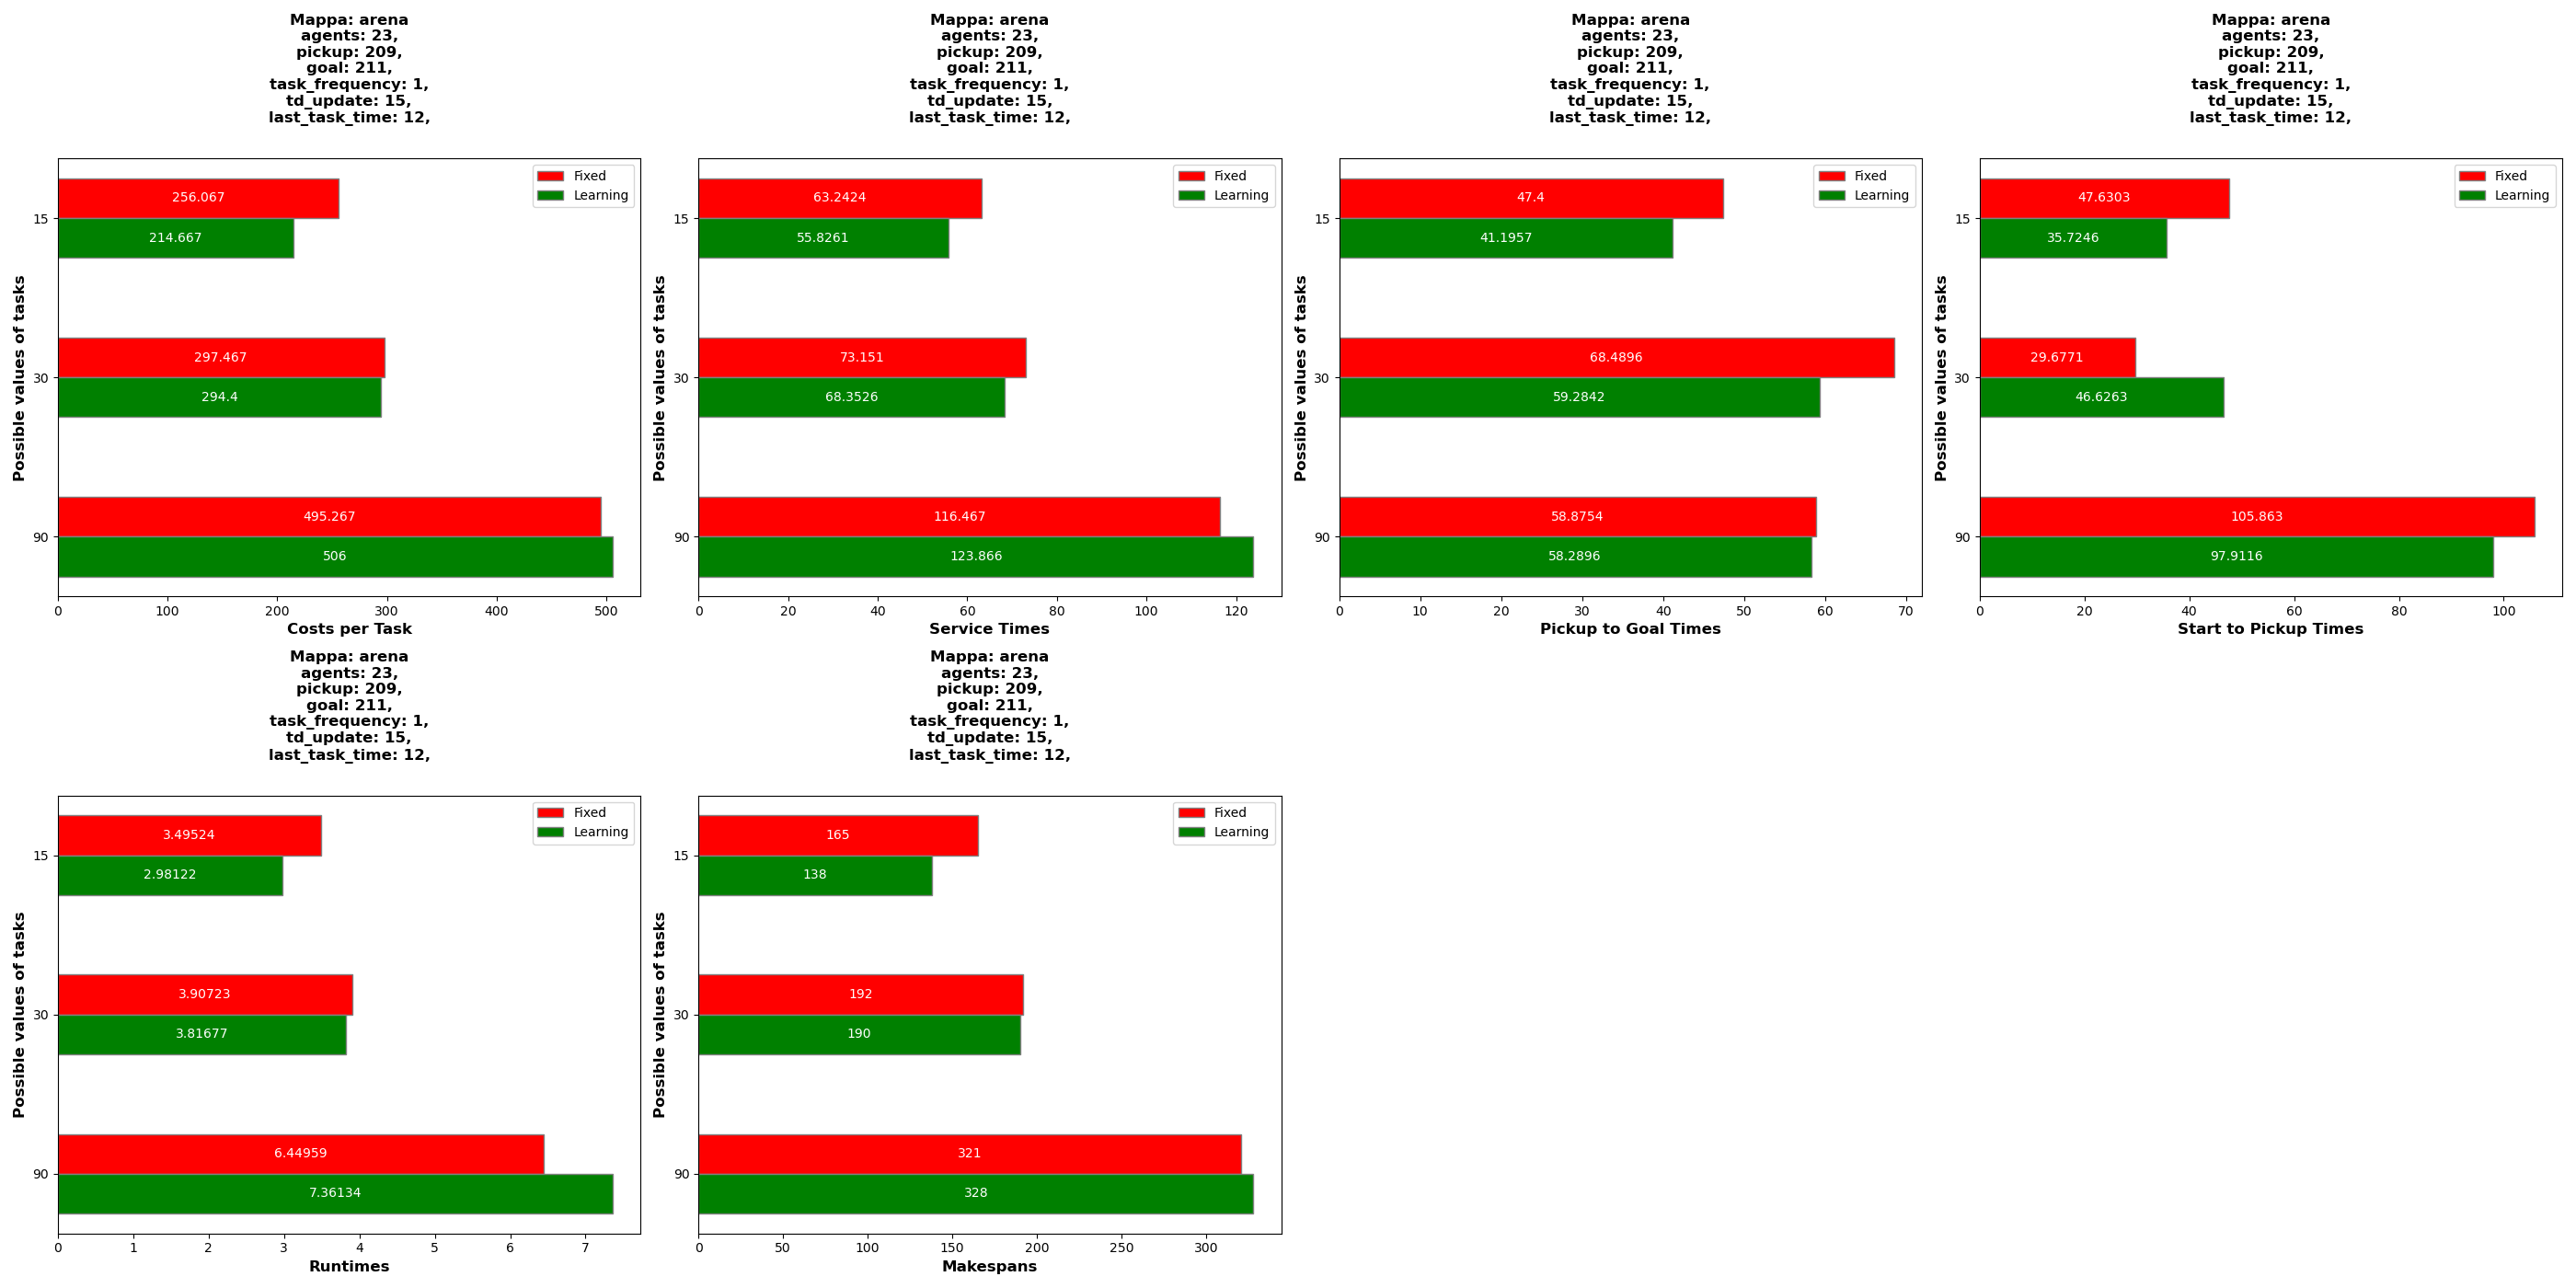 Mappa: arena
agents: 23,
pickup: 209,
goal: 211,
task_frequency: 1,
td_update: 15,
last_task_time: 12,
Fixed
Learning
256.067
15
214.667
297.467
30
294.4
495.267
90
506
Possible values of tasks
0 100 200 300 400 500
Costs per Task
Mappa: arena
agents: 23,
pickup: 209,
goal: 211,
task_frequency: 1,
td_update: 15,
last_task_time: 12,
Fixed
Learning
63.2424
15
55.8261
73.151
30
68.3526
116.467
90
123.866
Possible values of tasks
0 20 40 60 80 100 120
Service Times
Mappa: arena
agents: 23,
pickup: 209,
goal: 211,
task_frequency: 1,
td_update: 15,
last_task_time: 12,
Fixed
Learning
47.4
15
41.1957
68.4896
30
59.2842
58.8754
90
58.2896
Possible values of tasks
0 10 20 30 40 50 60 70
Pickup to Goal Times
Mappa: arena
agents: 23,
pickup: 209,
goal: 211,
task_frequency: 1,
td_update: 15,
last_task_time: 12,
Fixed
Learning
47.6303
15
35.7246
29.6771
30
46.6263
105.863
90
97.9116
Possible values of tasks
0 20 40 60 80 100
Start to Pickup Times
Mappa: arena
agents: 23,
pickup: 209,
goal: 211,
task_frequency: 1,
td_update: 15,
last_task_time: 12,
Fixed
Learning
3.49524
15
2.98122
3.90723
30
3.81677
6.44959
90
7.36134
Possible values of tasks
0 1 2 3 4 5 6 7
Runtimes
Mappa: arena
agents: 23,
pickup: 209,
goal: 211,
task_frequency: 1,
td_update: 15,
last_task_time: 12,
Fixed
Learning
165
15
138
192
30
190
321
90
328
Possible values of tasks
0 50 100 150 200 250 300
Makespans